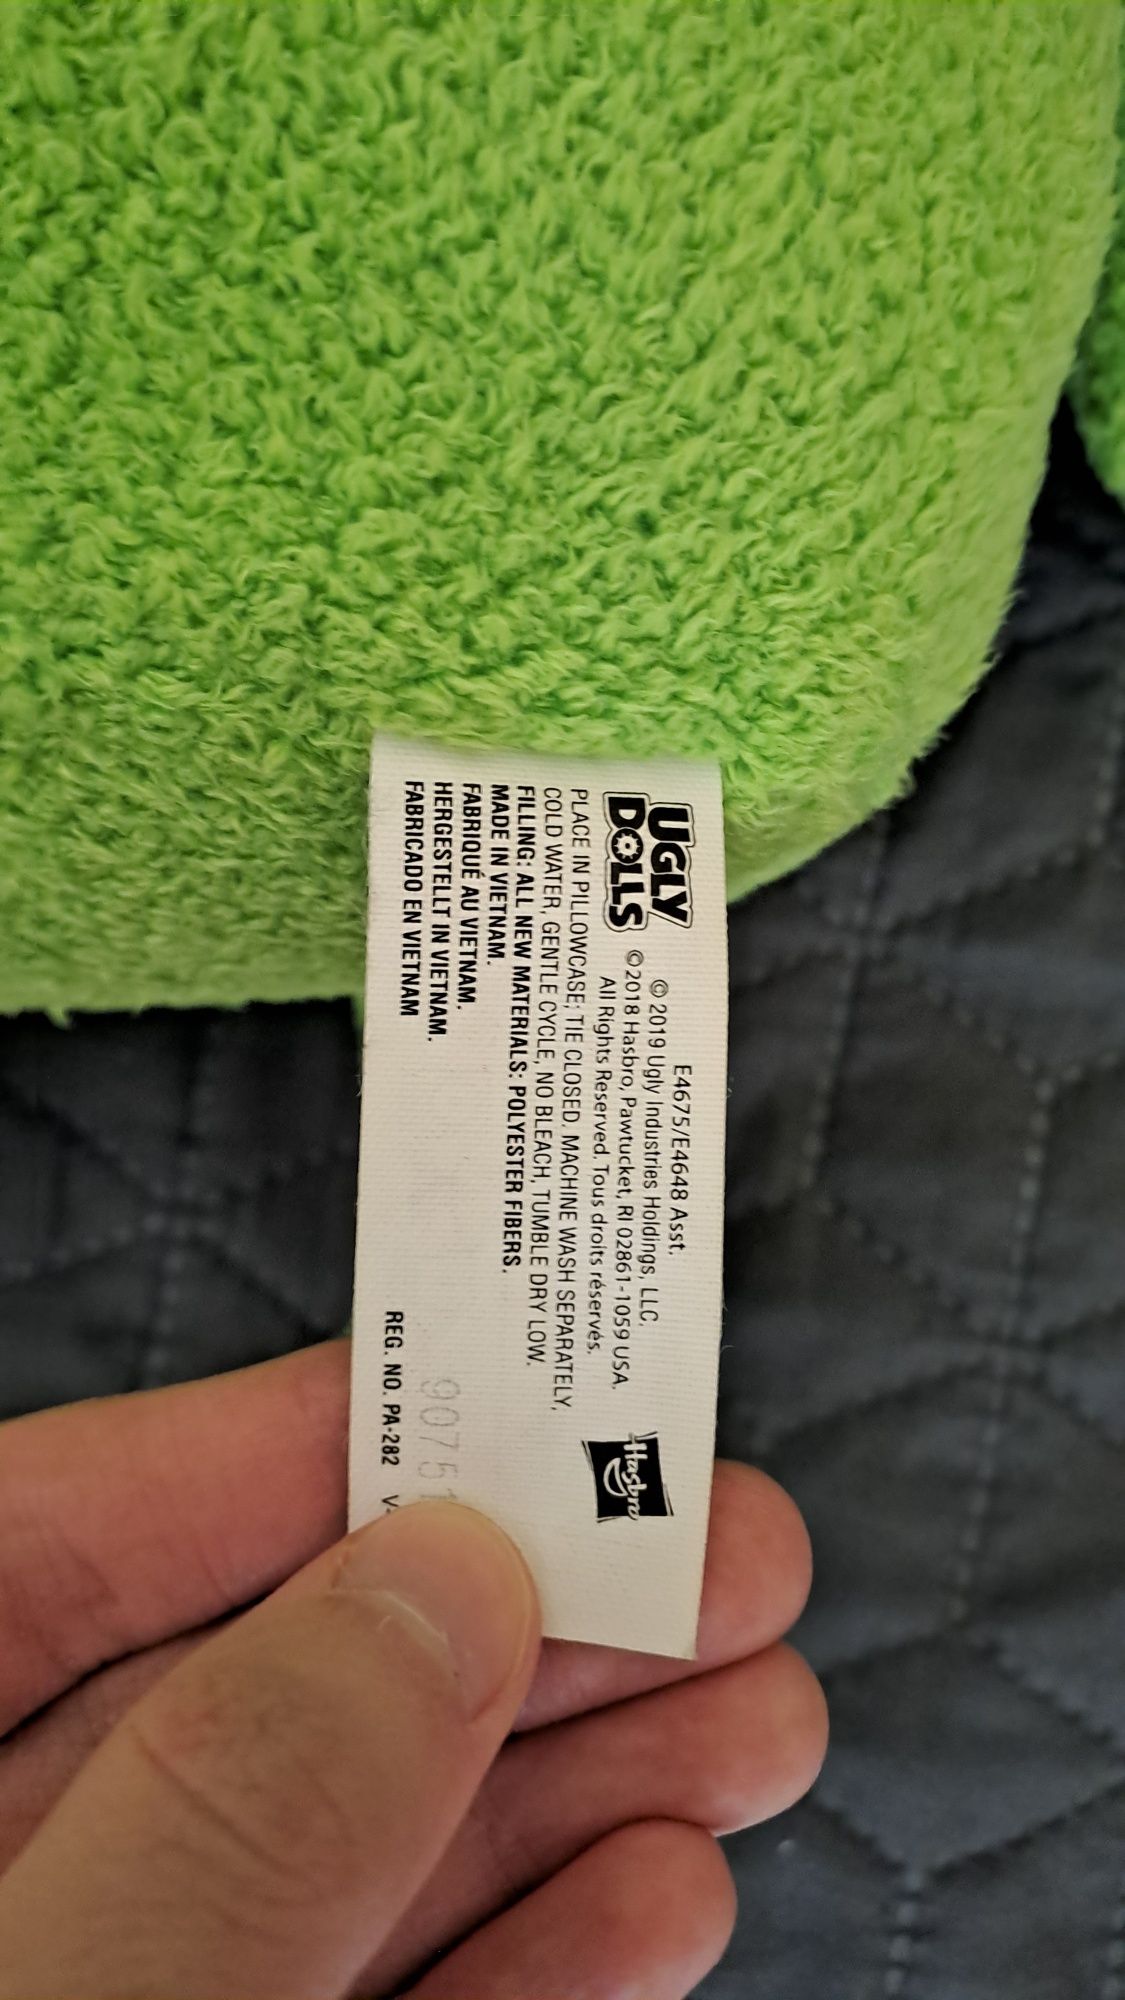 E4675/E4648 Asst.
UGLY
DOLLS
© 2019 Ugly Industries Holdings, LLC.
©2018 Hasbro, Pawtucket, RI 02861-1059 USA.
All Rights Reserved. Tous droits réservés.
Hasbro
PLACE IN PILLOWCASE; TIE CLOSED. MACHINE WASH SEPARATELY,
COLD WATER, GENTLE CYCLE, NO BLEACH, TUMBLE DRY LOW.
FILLING: ALL NEW MATERIALS: POLYESTER FIBERS.
MADE IN VIETNAM.
FABRIQUÉ AU VIETNAM.
HERGESTELLT IN VIETNAM.
FABRICADO EN VIETNAM
90751
REG. NO. PA-282